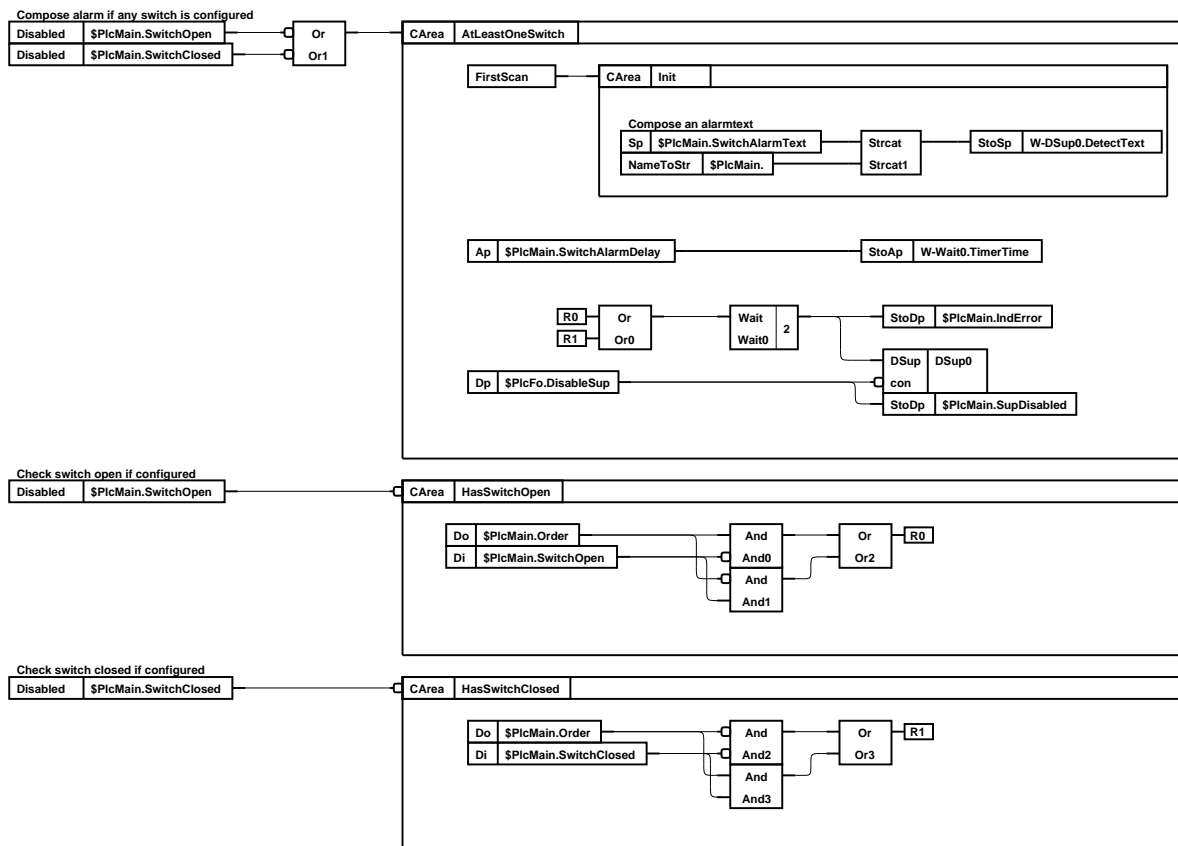 Compose alarm if any switch is configured
Disabled $PlcMain.SwitchOpen Or CArea AtLeastOneSwitch
Disabled $PlcMain.SwitchClosed Or1
FirstScan CArea Init
Compose an alarmtext
Sp $PlcMain.SwitchAlarmText Strcat StoSp W-DSup0.DetectText
NameToStr $PlcMain. Strcat1
Ap $PlcMain.SwitchAlarmDelay StoAp W-Wait0.TimerTime
R0 Or Wait 2 StoDp $PlcMain.IndError
R1 Or0 Wait0
DSup DSup0
Dp $PlcFo.DisableSup con
StoDp $PlcMain.SupDisabled
Check switch open if configured
Disabled $PlcMain.SwitchOpen CArea HasSwitchOpen
Do $PlcMain.Order And Or R0
Di $PlcMain.SwitchOpen And0 Or2
And
And1
Check switch closed if configured
Disabled $PlcMain.SwitchClosed CArea HasSwitchClosed
Do $PlcMain.Order And Or R1
Di $PlcMain.SwitchClosed And2 Or3
And
And3